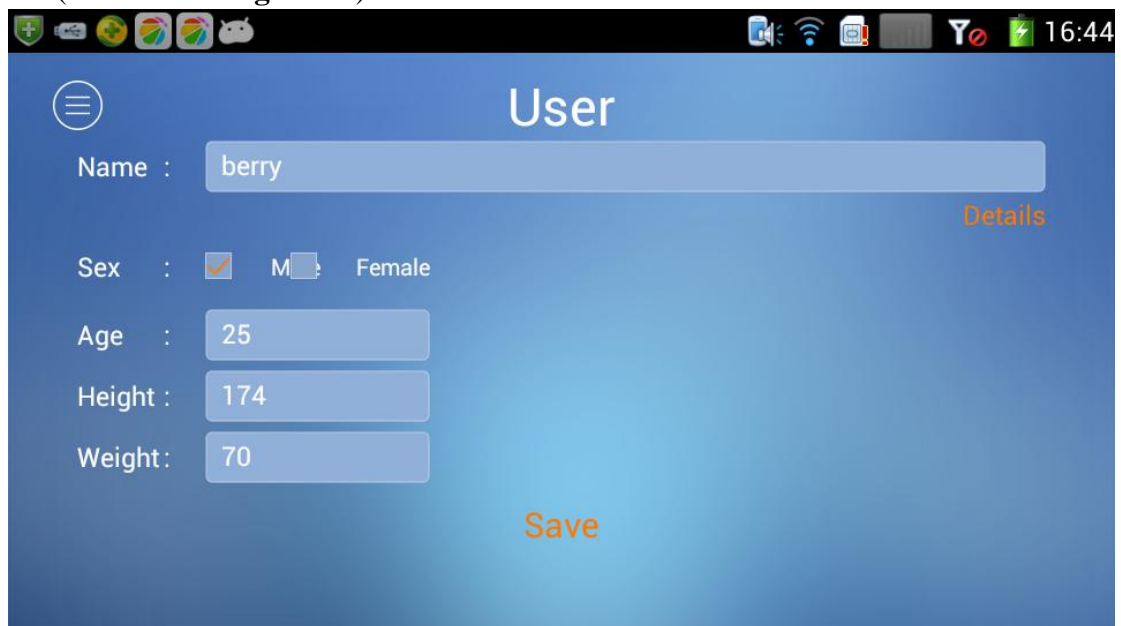 16:44
User
Name : berry
Details
Sex : Female
Age : 25
Height : 174
Weight : 70
Save